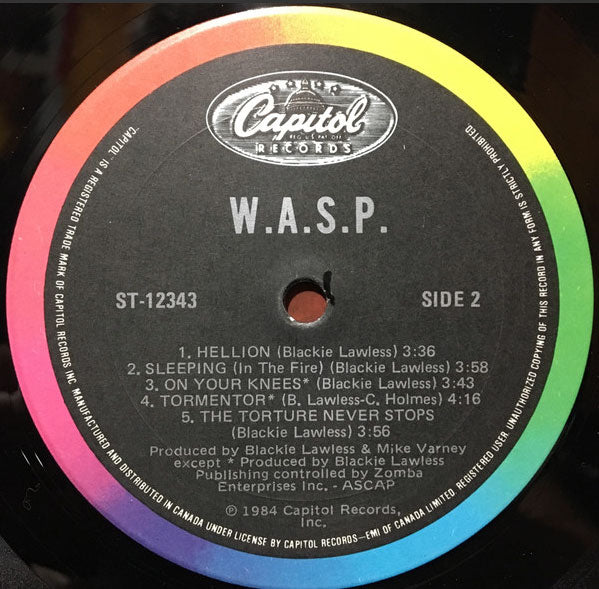 Capitol
REG. U.S. PAT. OFF.
RECORDS
W.A.S.P.
ST-12343
SIDE 2
1. HELLION (Blackie Lawless) 3:36
2. SLEEPING (In The Fire) (Blackie Lawless) 3:58
3. ON YOUR KNEES* (Blackie Lawless) 3:43
4. TORMENTOR* (B. Lawless-C. Holmes) 4:16
5. THE TORTURE NEVER STOPS
(Blackie Lawless) 3:56
Produced by Blackie Lawless & Mike Varney
except * Produced by Blackie Lawless
Publishing controlled by Zomba
Enterprises Inc. - ASCAP
℗ 1984 Capitol Records,
Inc.
"CAPITOL" IS A REGISTERED TRADE MARK OF CAPITOL RECORDS INC. MANUFACTURED AND DISTRIBUTED IN CANADA UNDER LICENSE BY CAPITOL RECORDS—EMI OF CANADA LIMITED, REGISTERED USER. UNAUTHORIZED COPYING OF THIS RECORD IN ANY FORM IS STRICTLY PROHIBITED.